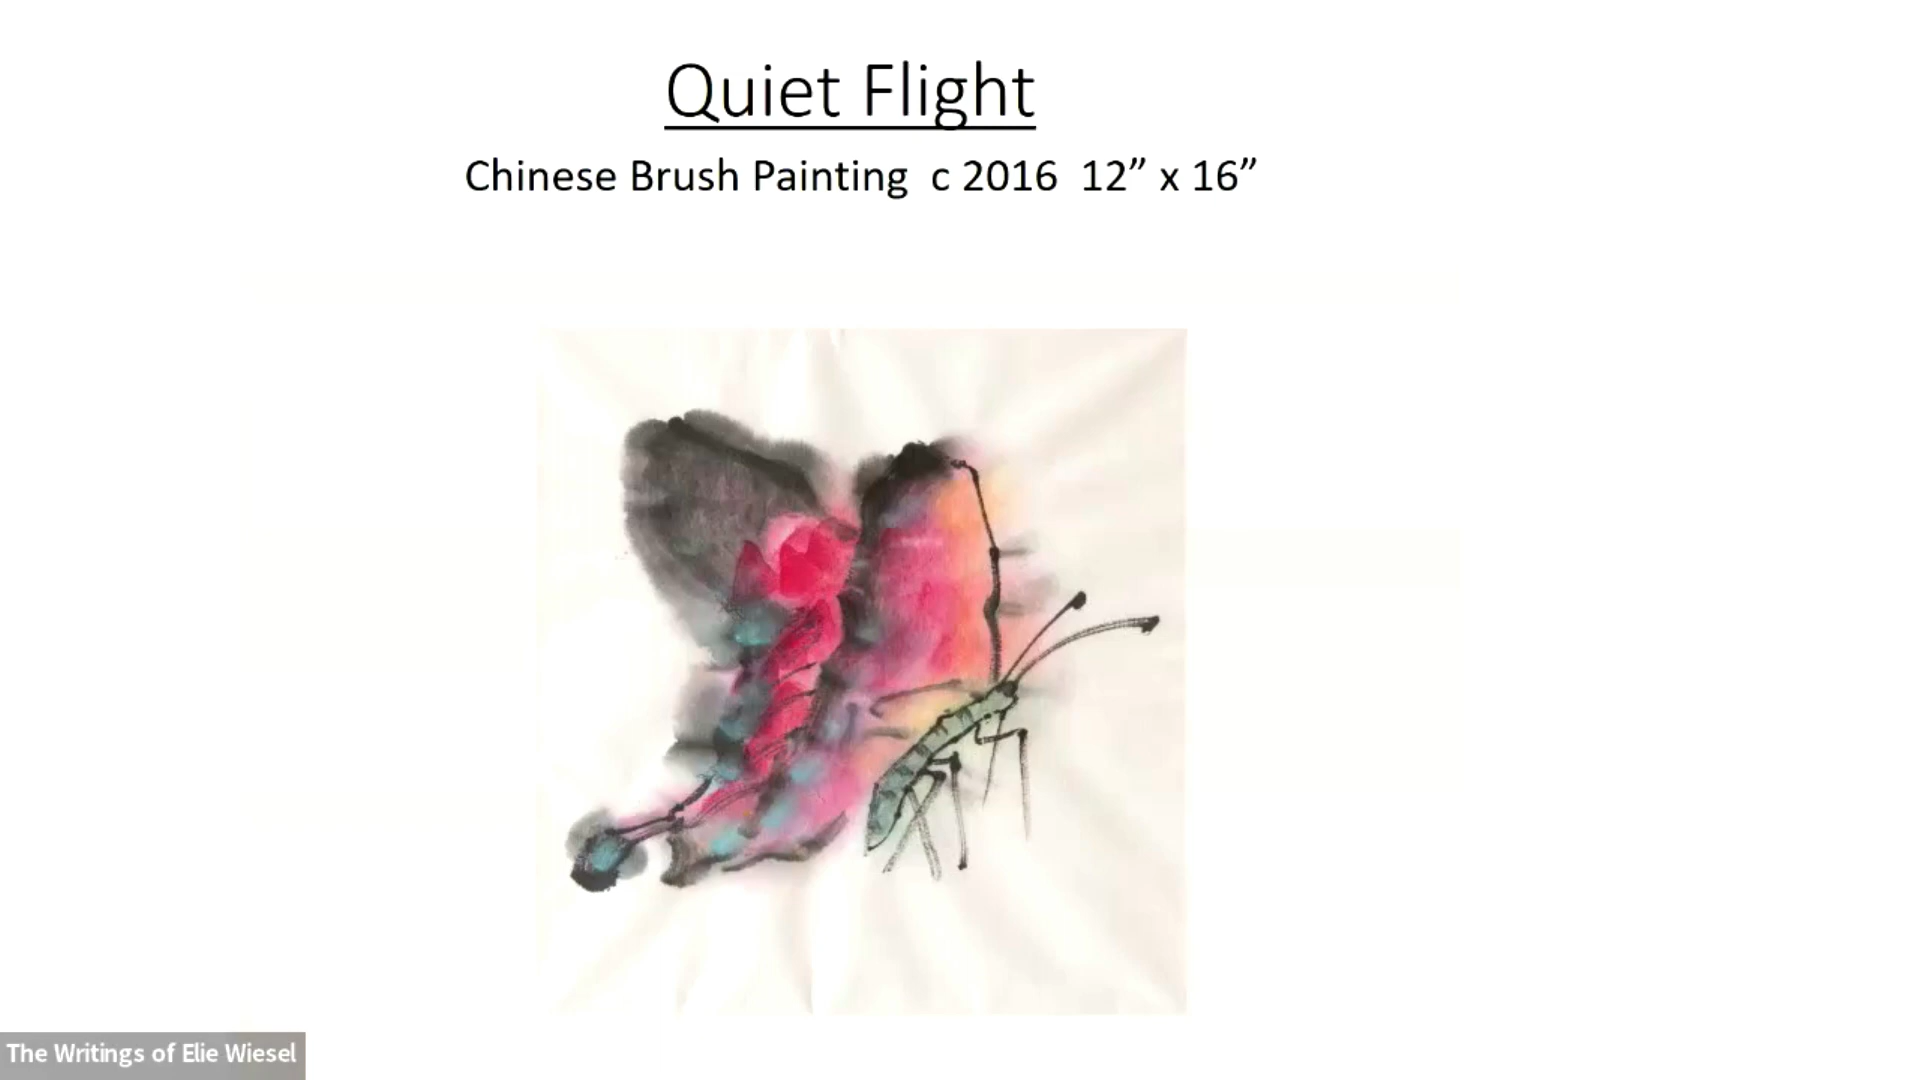 Quiet Flight
Chinese Brush Painting  c 2016  12” x 16”
The Writings of Elie Wiesel